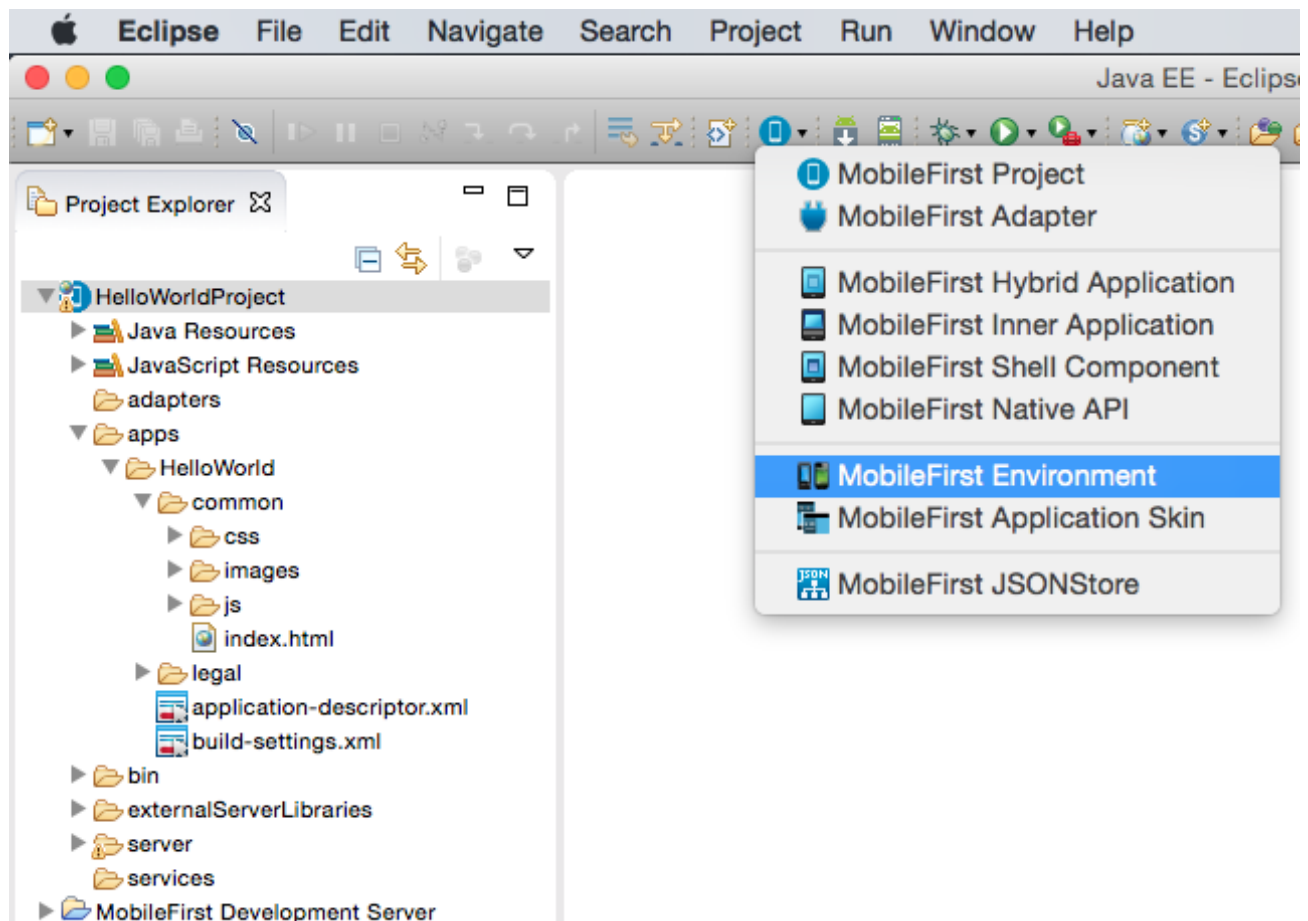 Eclipse File Edit Navigate Search Project Run Window Help
Java EE - Eclipse
Project Explorer
HelloWorldProject
Java Resources
JavaScript Resources
adapters
apps
HelloWorld
common
css
images
js
index.html
legal
application-descriptor.xml
build-settings.xml
bin
externalServerLibraries
server
services
MobileFirst Development Server
MobileFirst Project
MobileFirst Adapter
MobileFirst Hybrid Application
MobileFirst Inner Application
MobileFirst Shell Component
MobileFirst Native API
MobileFirst Environment
MobileFirst Application Skin
JSON
MobileFirst JSONStore